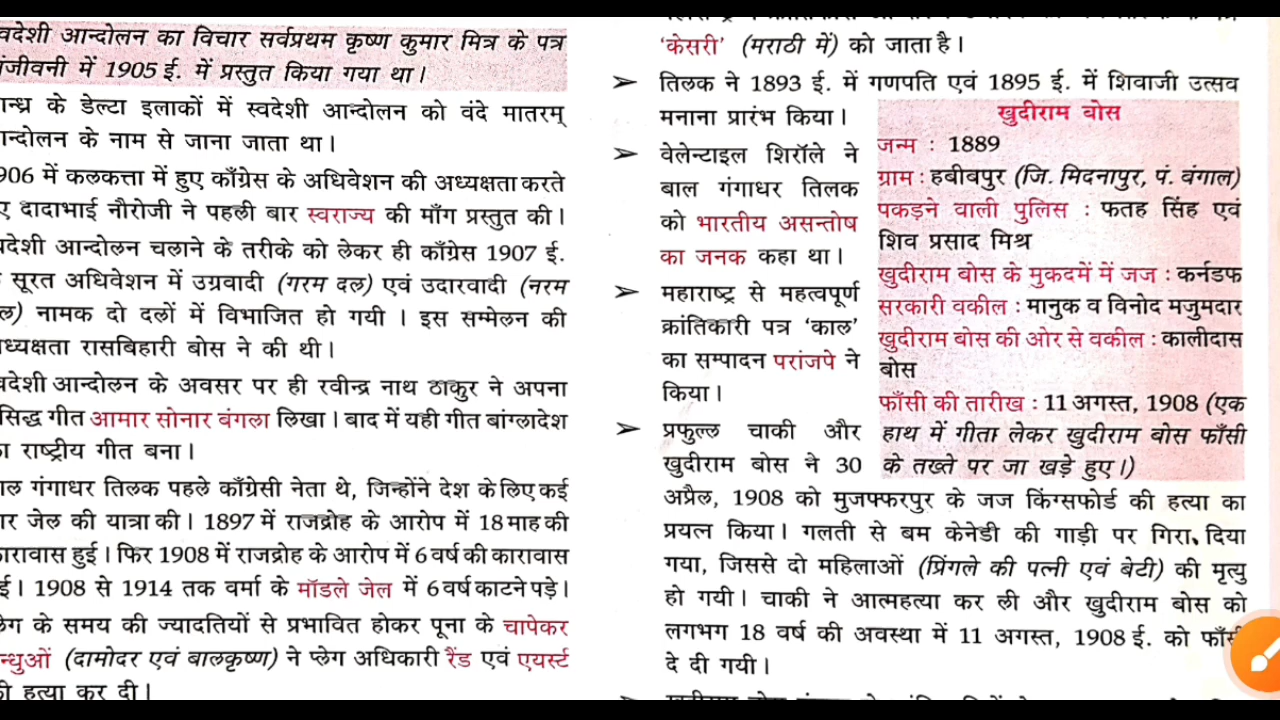 वदेशी आन्दोलन का विचार सर्वप्रथम कृष्ण कुमार मित्र के पत्र
जीवनी में 1905 ई. में प्रस्तुत किया गया था।
न्ध्र के डेल्टा इलाकों में स्वदेशी आन्दोलन को वंदे मातरम्
न्दोलन के नाम से जाना जाता था।
906 में कलकत्ता में हुए काँग्रेस के अधिवेशन की अध्यक्षता करते
ए दादाभाई नौरोजी ने पहली बार स्वराज्य की माँग प्रस्तुत की।
देशी आन्दोलन चलाने के तरीके को लेकर ही काँग्रेस 1907 ई.
सूरत अधिवेशन में उग्रवादी (गरम दल) एवं उदारवादी (नरम
ल) नामक दो दलों में विभाजित हो गयी । इस सम्मेलन की
ध्यक्षता रासबिहारी बोस ने की थी।
वदेशी आन्दोलन के अवसर पर ही रवीन्द्र नाथ ठाकुर ने अपना
सिद्ध गीत आमार सोनार बंगला लिखा। बाद में यही गीत बांग्लादेश
ा राष्ट्रीय गीत बना।
ल गंगाधर तिलक पहले काँग्रेसी नेता थे, जिन्होंने देश के लिए कई
ार जेल की यात्रा की। 1897 में राजद्रोह के आरोप में 18 माह की
ारावास हुई। फिर 1908 में राजद्रोह के आरोप में 6 वर्ष की कारावास
ई। 1908 से 1914 तक वर्मा के मॉडले जेल में 6 वर्ष काटने पड़े।
लेग के समय की ज्यादतियों से प्रभावित होकर पूना के चापेकर
न्धुओं (दामोदर एवं बालकृष्ण) ने प्लेग अधिकारी रैंड एवं एयर्स्ट
ी हत्या कर दी।
'केसरी' (मराठी में) को जाता है।
➢ तिलक ने 1893 ई. में गणपति एवं 1895 ई. में शिवाजी उत्सव
मनाना प्रारंभ किया।
➢ वेलेन्टाइल शिरॉले ने
बाल गंगाधर तिलक
को भारतीय असन्तोष
का जनक कहा था।
➢ महाराष्ट्र से महत्वपूर्ण
क्रांतिकारी पत्र 'काल'
का सम्पादन परांजपे ने
किया।
➢ प्रफुल्ल चाकी और
खुदीराम बोस ने 30
खुदीराम बोस
जन्म : 1889
ग्राम : हबीबपुर (जि. मिदनापुर, पं. बंगाल)
पकड़ने वाली पुलिस : फतह सिंह एवं
शिव प्रसाद मिश्र
खुदीराम बोस के मुकदमें में जज : कर्नडफ
सरकारी वकील : मानुक व विनोद मजुमदार
खुदीराम बोस की ओर से वकील : कालीदास
बोस
फाँसी की तारीख : 11 अगस्त, 1908 (एक
हाथ में गीता लेकर खुदीराम बोस फाँसी
के तख्ते पर जा खड़े हुए।)
अप्रैल, 1908 को मुजफ्फरपुर के जज किंग्सफोर्ड की हत्या का
प्रयत्न किया। गलती से बम केनेडी की गाड़ी पर गिरा दिया
गया, जिससे दो महिलाओं (प्रिंगले की पत्नी एवं बेटी) की मृत्यु
हो गयी। चाकी ने आत्महत्या कर ली और खुदीराम बोस को
लगभग 18 वर्ष की अवस्था में 11 अगस्त, 1908 ई. को फाँसी
दे दी गयी।